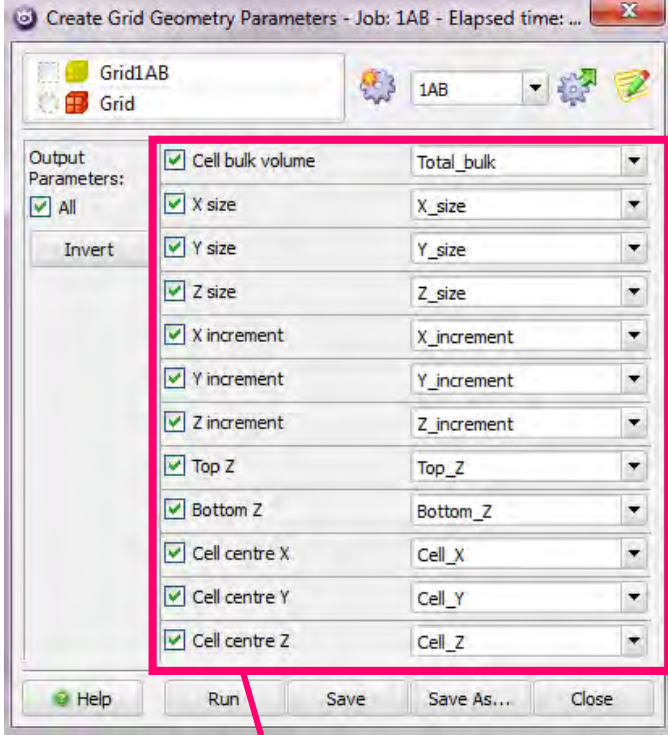 Create Grid Geometry Parameters - Job: 1AB - Elapsed time: ...
Grid1AB
Grid
1AB
Output
Parameters:
All
Invert
Cell bulk volume Total_bulk
X size X_size
Y size Y_size
Z size Z_size
X increment X_increment
Y increment Y_increment
Z increment Z_increment
Top Z Top_Z
Bottom Z Bottom_Z
Cell centre X Cell_X
Cell centre Y Cell_Y
Cell centre Z Cell_Z
Help Run Save Save As... Close